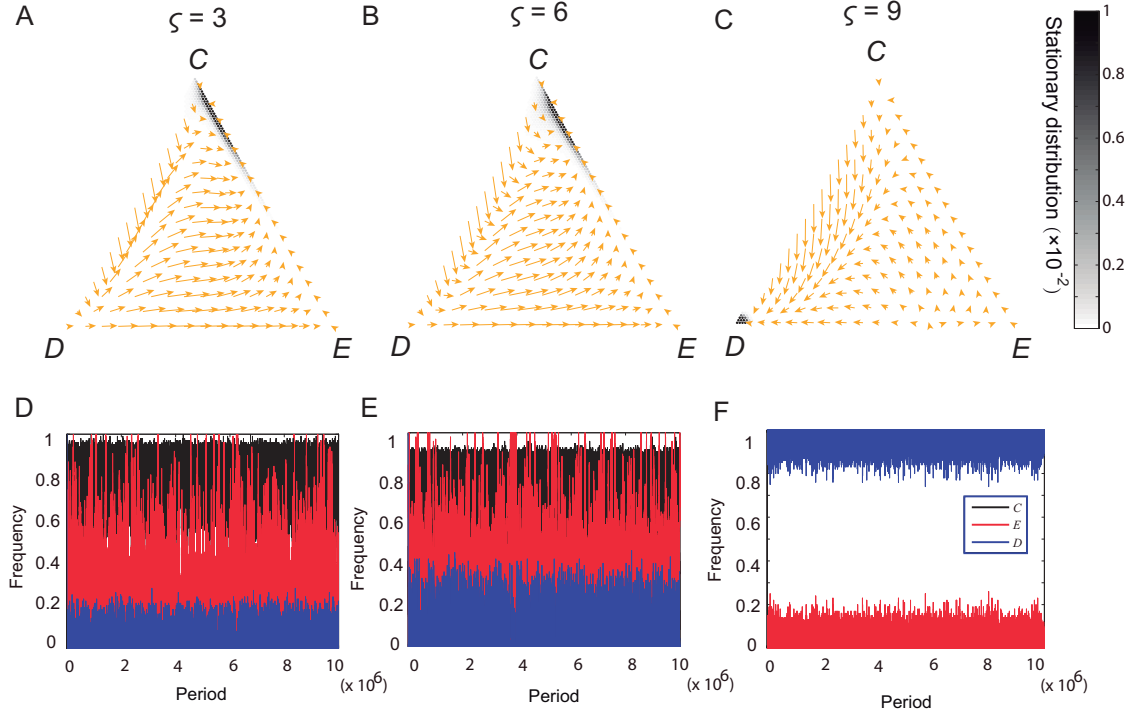 A
ς = 3
B
ς = 6
C
ς = 9
C
C
C
D
E
D
E
D
E
1
0.8
0.6
0.4
0.2
0
Stationary distribution (×10⁻²)
D
1
0.8
0.6
0.4
0.2
0
Frequency
0 2 4 6 8 10
Period
(x 10⁶)
E
1
0.8
0.6
0.4
0.2
0
Frequency
0 2 4 6 8 10
Period
(x 10⁶)
F
1
0.8
0.6
0.4
0.2
0
Frequency
C
E
D
0 2 4 6 8 10
Period
(x 10⁶)